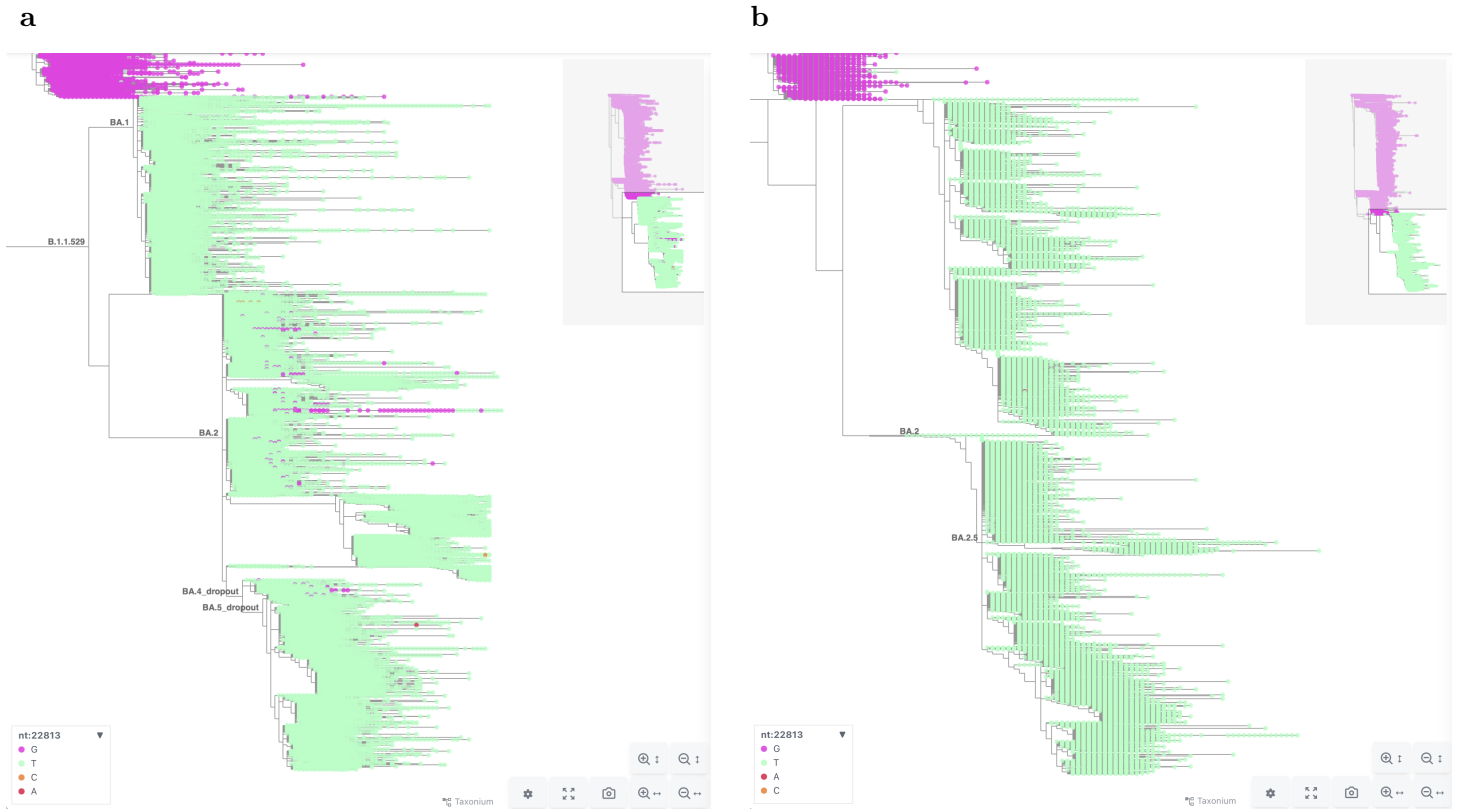 a
b
BA.1
B.1.1.529
BA.2
BA.4_dropout
BA.5_dropout
nt:22813 ▼
G
T
C
A
Taxonium
BA.2
BA.2.5
nt:22813 ▼
G
T
A
C
Taxonium